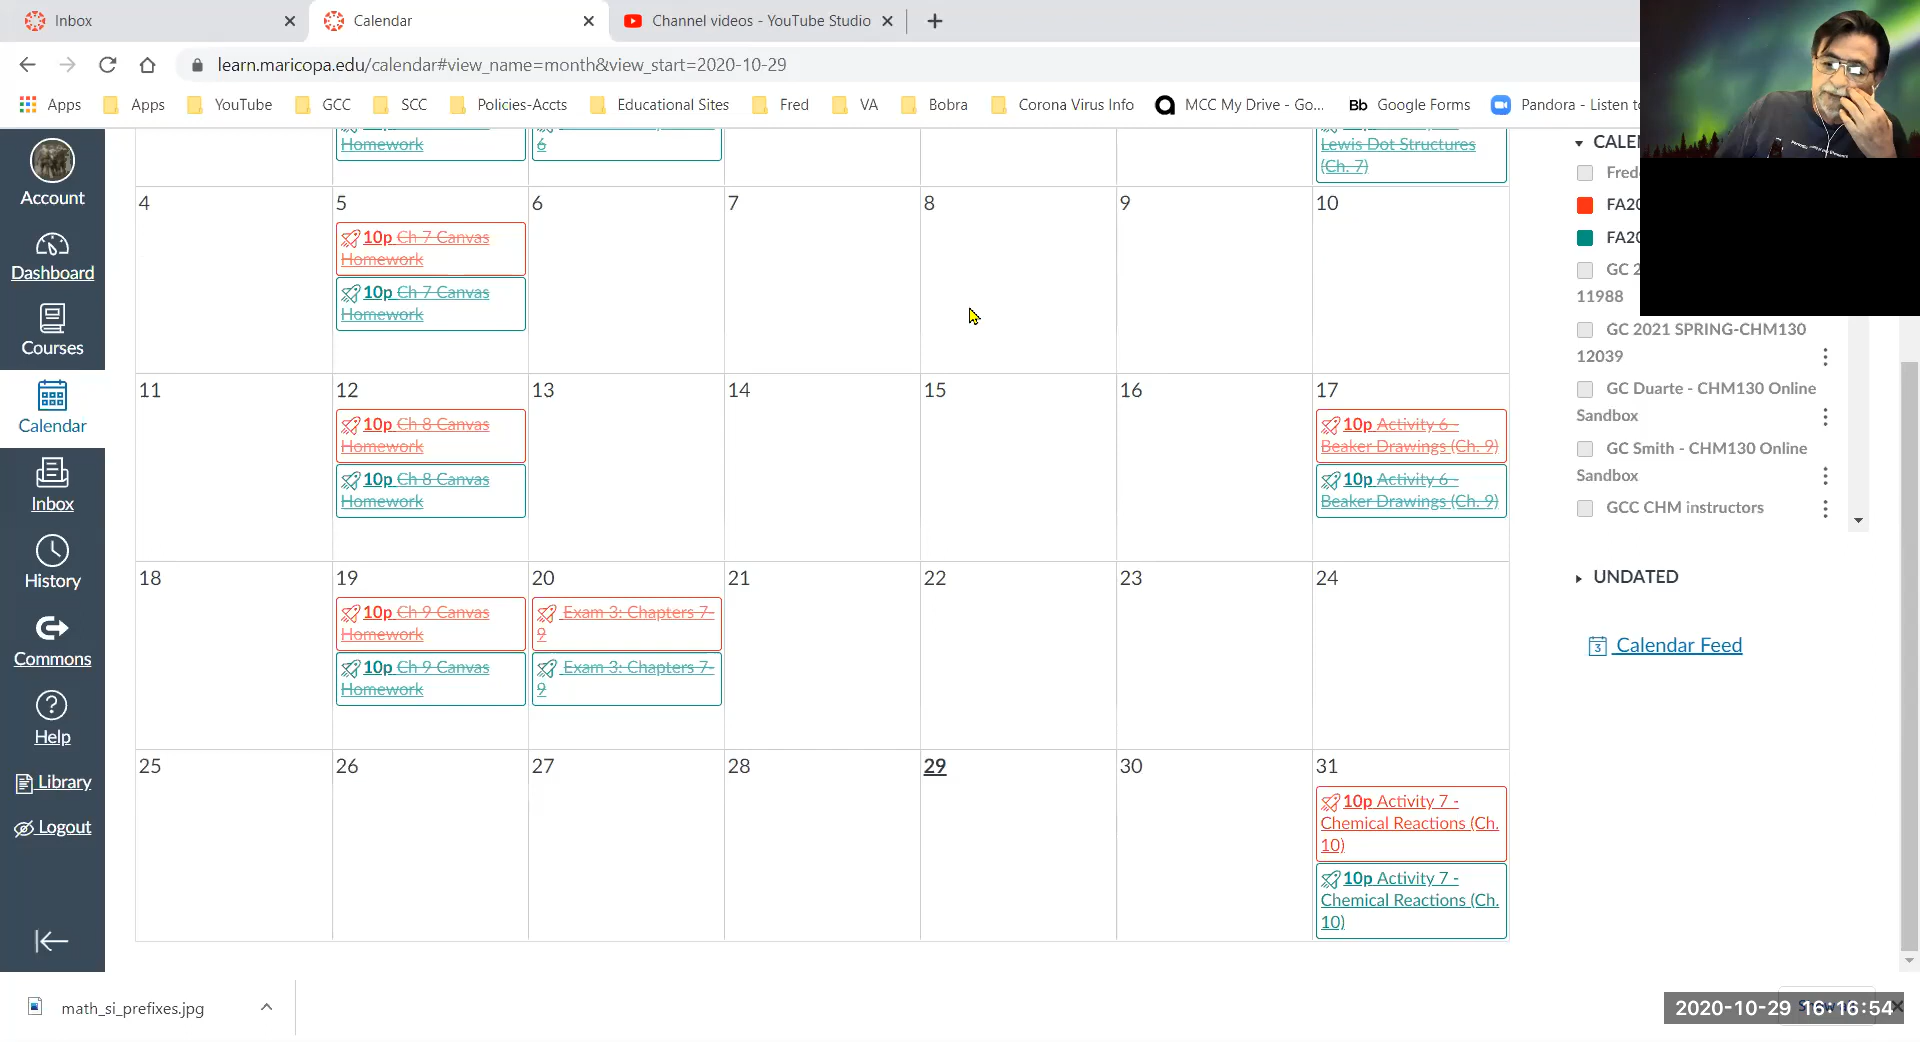 Inbox
Calendar
Channel videos - YouTube Studio
learn.maricopa.edu/calendar#view_name=month&view_start=2020-10-29
Apps
Apps
YouTube
GCC
SCC
Policies-Accts
Educational Sites
Fred
VA
Bobra
Corona Virus Info
MCC My Drive - Go...
Bb Google Forms
Pandora - Listen to
Account
Dashboard
Courses
Calendar
Inbox
History
Commons
Help
Library
Logout
Homework
6
Lewis Dot Structures
(Ch. 7)
4
5
6
7
8
9
10
10p Ch 7 Canvas
Homework
10p Ch 7 Canvas
Homework
11
12
13
14
15
16
17
10p Ch 8 Canvas
Homework
10p Ch 8 Canvas
Homework
10p Activity 6 -
Beaker Drawings (Ch. 9)
10p Activity 6 -
Beaker Drawings (Ch. 9)
18
19
20
21
22
23
24
10p Ch 9 Canvas
Homework
10p Ch 9 Canvas
Homework
Exam 3: Chapters 7-
9
Exam 3: Chapters 7-
9
25
26
27
28
29
30
31
10p Activity 7 -
Chemical Reactions (Ch.
10)
10p Activity 7 -
Chemical Reactions (Ch.
10)
CALE
Fred
FA20
FA20
GC 2
11988
GC 2021 SPRING-CHM130
12039
GC Duarte - CHM130 Online
Sandbox
GC Smith - CHM130 Online
Sandbox
GCC CHM instructors
UNDATED
3 Calendar Feed
math_si_prefixes.jpg
2020-10-29 16:16:54